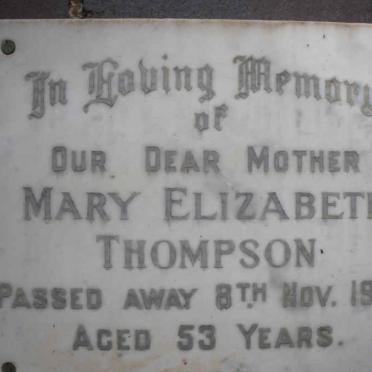 In Loving Memory
of
OUR DEAR MOTHER
MARY ELIZABETH
THOMPSON
PASSED AWAY 8TH NOV. 19
AGED 53 YEARS.